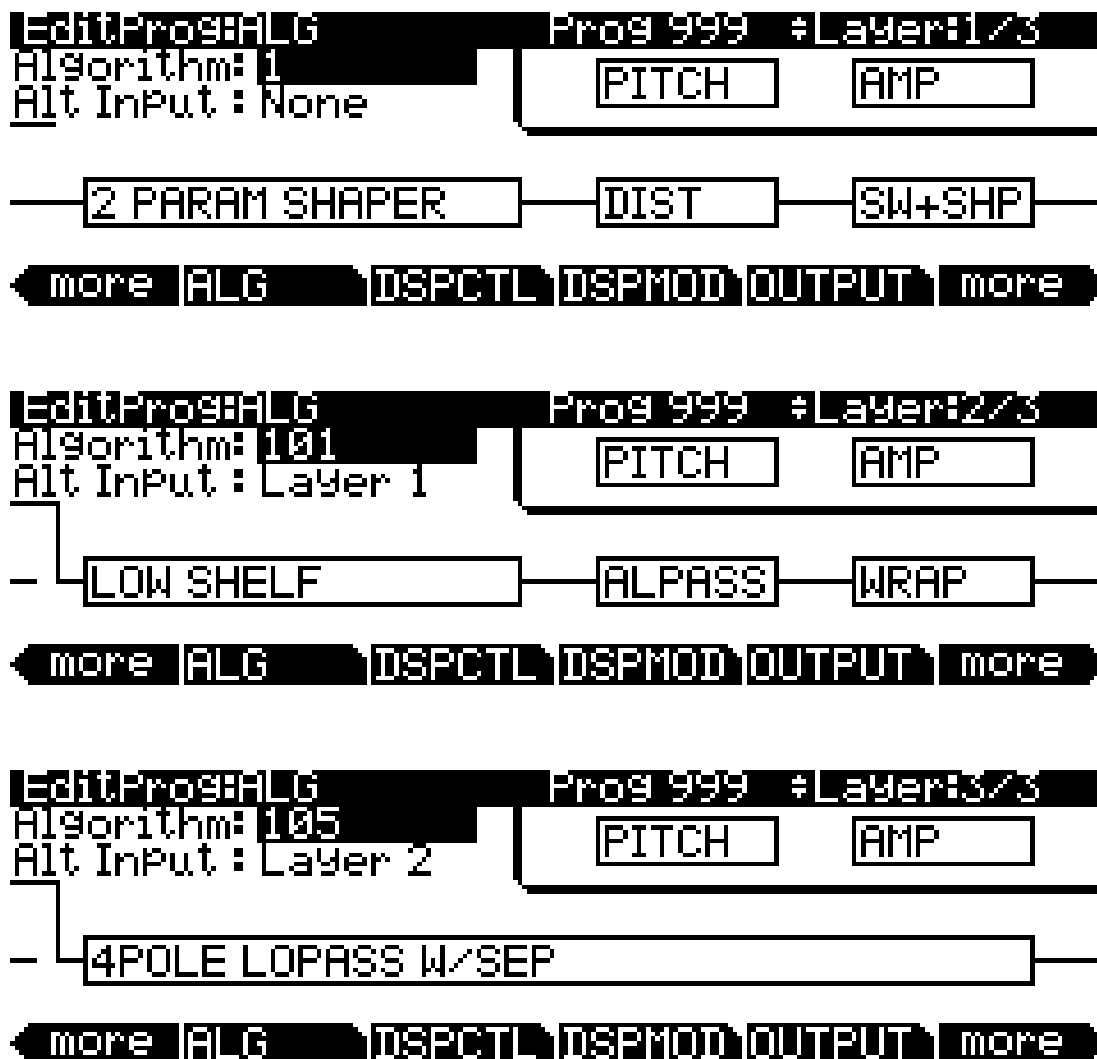 EditProg:ALG Prog 999 ♦Layer:1/3
Algorithm:1 PITCH AMP
Alt Input:None
2 PARAM SHAPER DIST SW+SHP
more ALG DSPCTL DSPMOD OUTPUT more
EditProg:ALG Prog 999 ♦Layer:2/3
Algorithm:101 PITCH AMP
Alt Input:Layer 1
LOW SHELF ALPASS WRAP
more ALG DSPCTL DSPMOD OUTPUT more
EditProg:ALG Prog 999 ♦Layer:3/3
Algorithm:105 PITCH AMP
Alt Input:Layer 2
4POLE LOPASS W/SEP
more ALG DSPCTL DSPMOD OUTPUT more